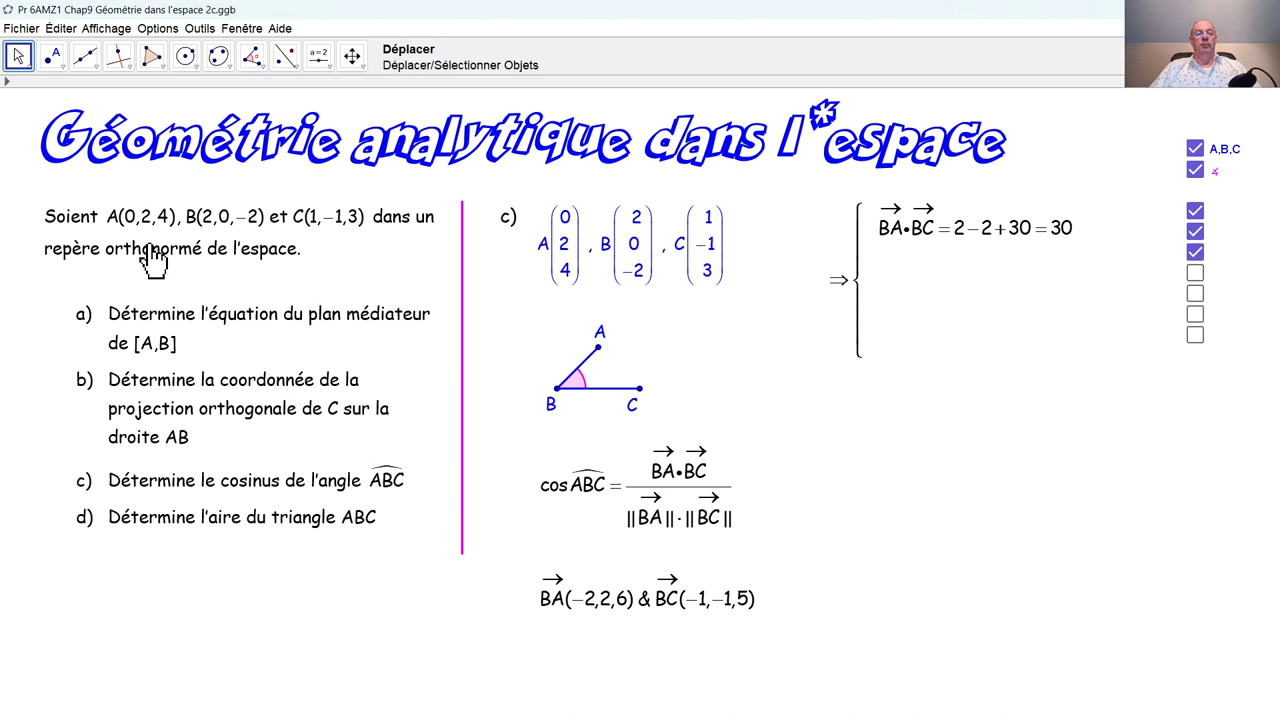 Pr 6AMZ1 Chap9 Géométrie dans l'espace 2c.ggb
Fichier Éditer Affichage Options Outils Fenêtre Aide
A
a=2
Déplacer
Déplacer/Sélectionner Objets
Géométrie analytique dans l'espace
A,B,C
∡
Soient A(0,2,4), B(2,0,−2) et C(1,−1,3) dans un
repère orthonormé de l'espace.
a) Détermine l'équation du plan médiateur
de [A,B]
b) Détermine la coordonnée de la
projection orthogonale de C sur la
droite AB
c) Détermine le cosinus de l'angle ABC
d) Détermine l'aire du triangle ABC
c) A (0 2 4), B (2 0 −2), C (1 −1 3)
A
B
C
cos ABC = BA•BC
||BA||·||BC||
BA(−2,2,6) & BC(−1,−1,5)
⇒ { BA•BC = 2−2+30 = 30